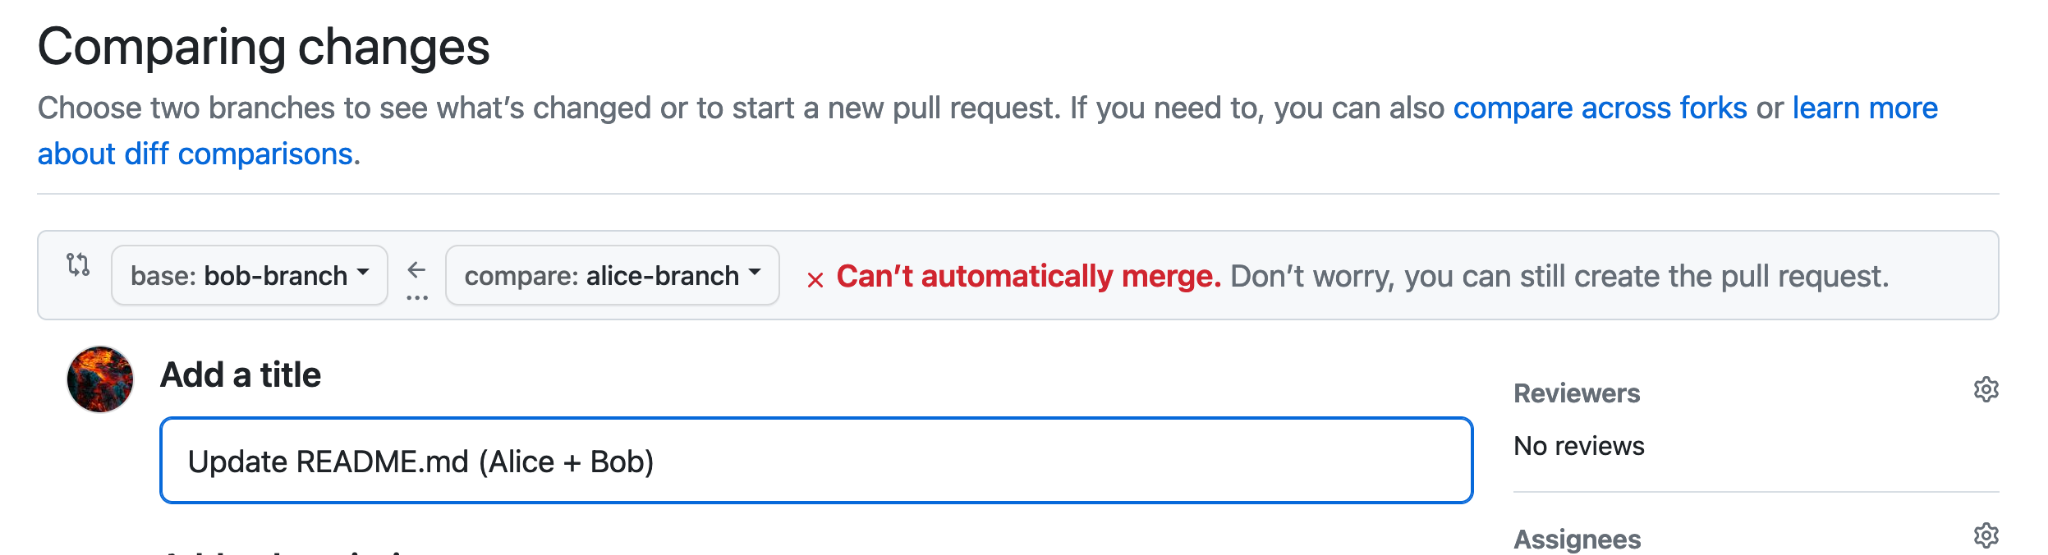 Comparing changes
Choose two branches to see what's changed or to start a new pull request. If you need to, you can also compare across forks or learn more
about diff comparisons.
base: bob-branch
compare: alice-branch
Can't automatically merge. Don't worry, you can still create the pull request.
Add a title
Reviewers
Update README.md (Alice + Bob)
No reviews
Assignees